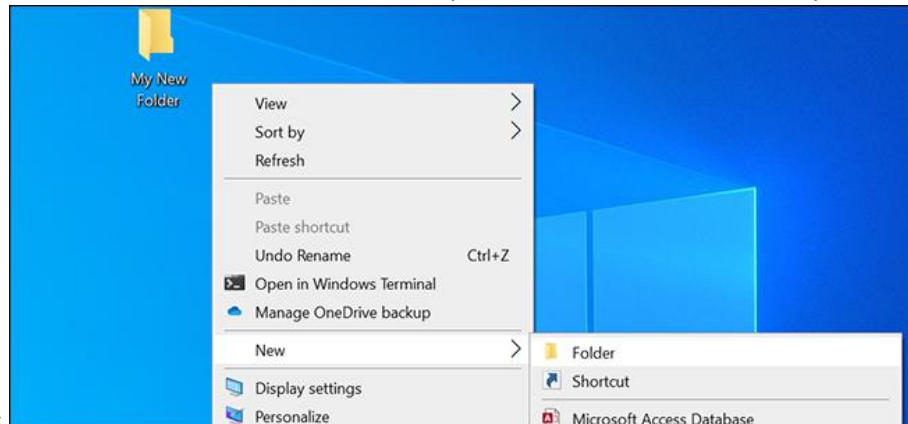 My New
Folder
View
Sort by
Refresh
Paste
Paste shortcut
Undo Rename Ctrl+Z
Open in Windows Terminal
Manage OneDrive backup
New
Display settings
Personalize
Folder
Shortcut
Microsoft Access Database